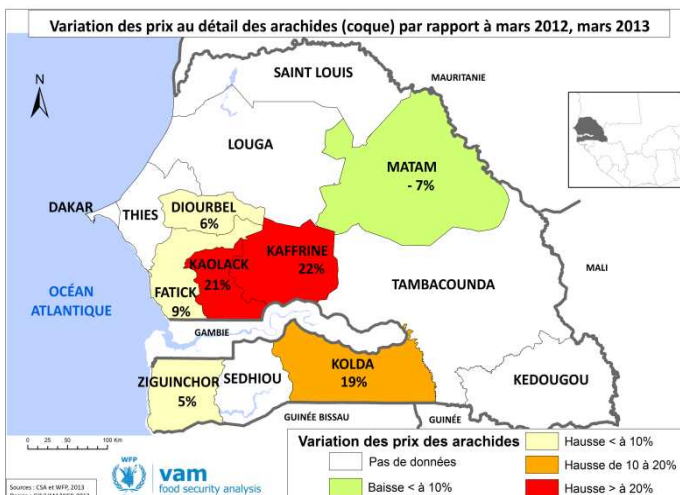 Variation des prix au détail des arachides (coque) par rapport à mars 2012, mars 2013
N
SAINT LOUIS
MAURITANIE
LOUGA
MATAM
- 7%
DAKAR
THIES
DIOURBEL
6%
KAOLACK
21%
KAFFRINE
22%
FATICK
9%
TAMBACOUNDA
MALI
OCÉAN
ATLANTIQUE
GAMBIE
ZIGUINCHOR
5%
SEDHIOU
KOLDA
19%
KEDOUGOU
GUINÉE BISSAU
GUINÉE
0 25 50 100 Km
Sources : CSA et WFP, 2013
WFP
vam
food security analysis
Variation des prix des arachides
Pas de données
Baisse < à 10%
Hausse < à 10%
Hausse de 10 à 20%
Hausse > à 20%